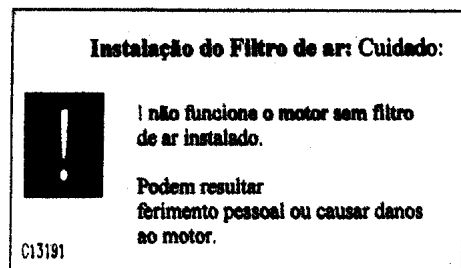 Instalação do Filtro de ar: Cuidado:
!
! não funcione o motor sem filtro
de ar instalado.
Podem resultar
ferimento pessoal ou causar danos
ao motor.
C13191